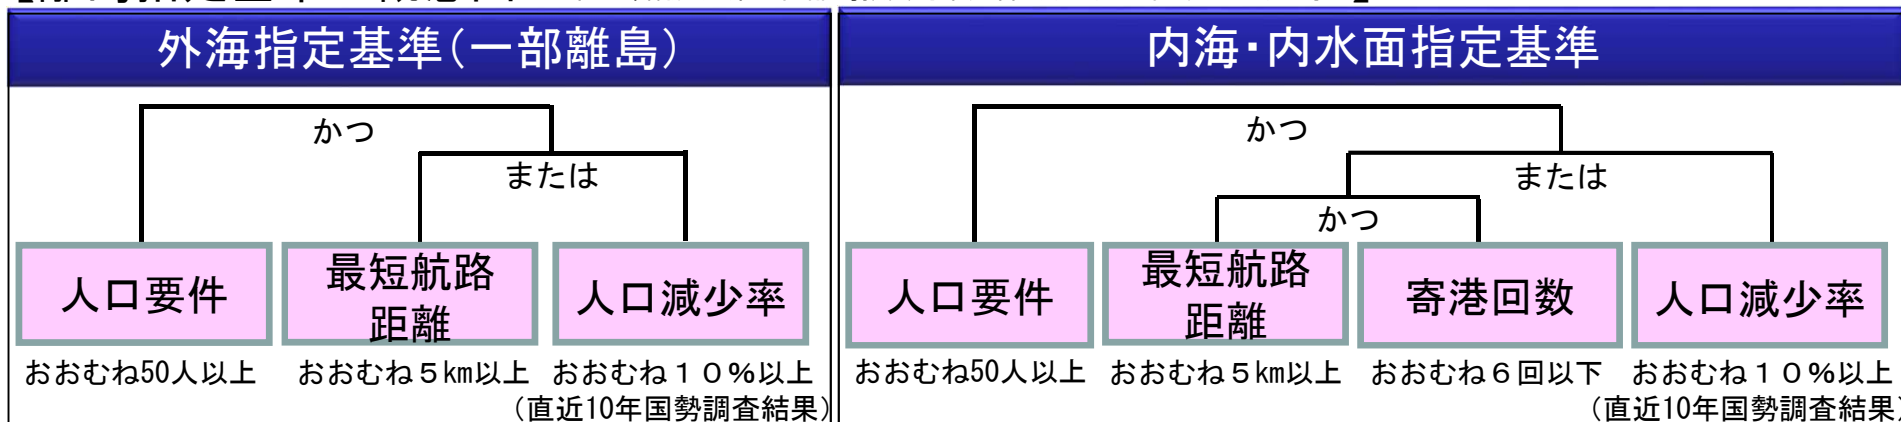 外海指定基準(一部離島)
かつ
または
人口要件
最短航路
距離
人口減少率
おおむね50人以上
おおむね5km以上
おおむね10%以上
(直近10年国勢調査結果)
内海・内水面指定基準
かつ
または
かつ
人口要件
最短航路
距離
寄港回数
人口減少率
おおむね50人以上
おおむね5km以上
おおむね6回以下
おおむね10%以上
(直近10年国勢調査結果)